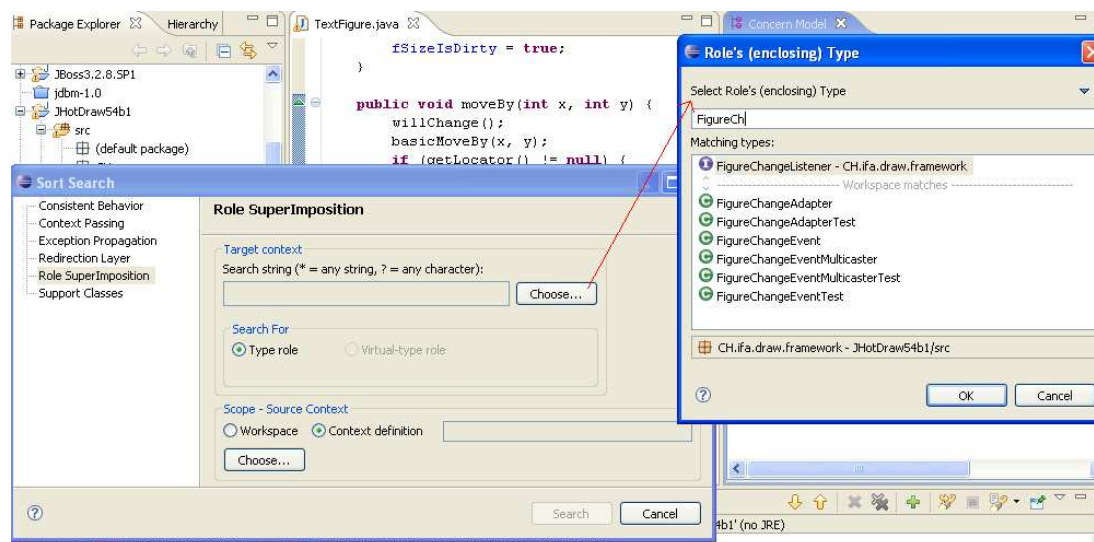 Package Explorer
Hierarchy
JBoss3.2.8.SP1
jdbm-1.0
JHotDraw54b1
src
(default package)
TextFigure.java
fSizeIsDirty = true;
}
public void moveBy(int x, int y) {
willChange();
basicMoveBy(x, y);
if (getLocator() != null) {
Concern Model
Sort Search
Consistent Behavior
Context Passing
Exception Propagation
Redirection Layer
Role SuperImposition
Support Classes
Role SuperImposition
Target context
Search string (* = any string, ? = any character):
Choose...
Search For
Type role
Virtual-type role
Scope - Source Context
Workspace
Context definition
Choose...
Search
Cancel
Role's (enclosing) Type
Select Role's (enclosing) Type
FigureCh
Matching types:
FigureChangeListener - CH.ifa.draw.framework
Workspace matches
FigureChangeAdapter
FigureChangeAdapterTest
FigureChangeEvent
FigureChangeEventMulticaster
FigureChangeEventMulticasterTest
FigureChangeEventTest
CH.ifa.draw.framework - JHotDraw54b1/src
OK
Cancel
4b1' (no JRE)